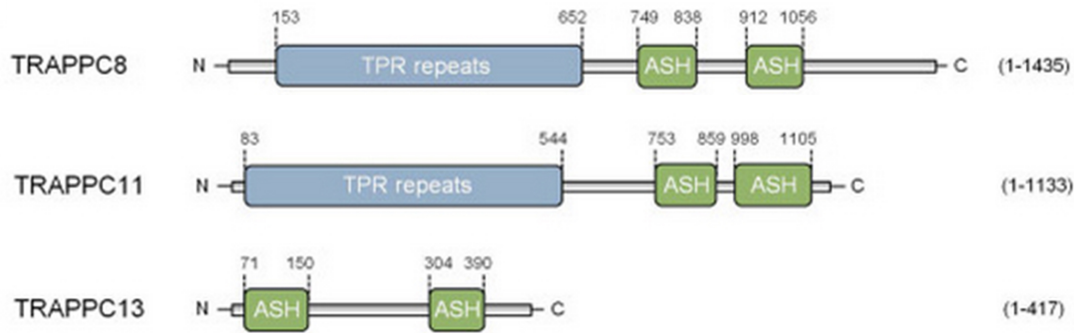 153 652 749 838 912 1056
TRAPPC8 N TPR repeats ASH ASH C (1-1435)
83 544 753 859 998 1105
TRAPPC11 N TPR repeats ASH ASH C (1-1133)
71 150 304 390
TRAPPC13 N ASH ASH C (1-417)